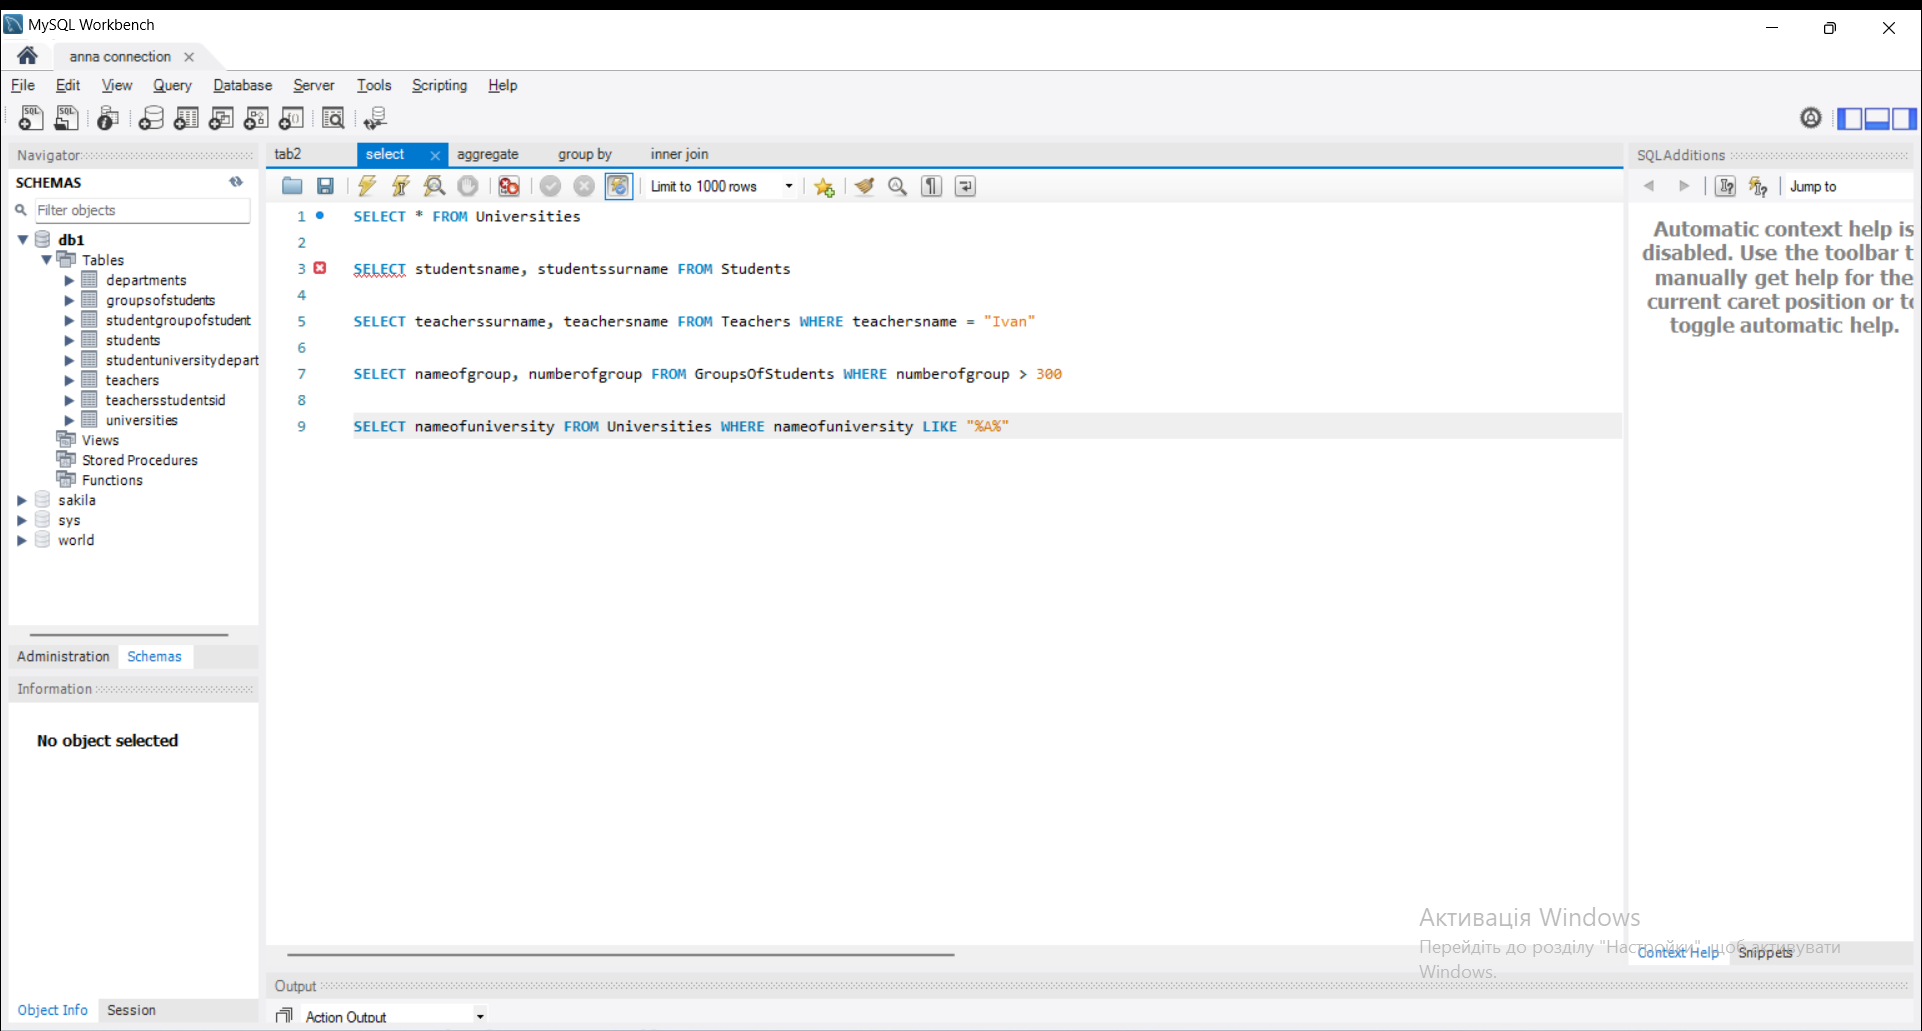 MySQL Workbench
anna connection
File Edit View Query Database Server Tools Scripting Help
Navigator
SCHEMAS
Filter objects
db1
Tables
departments
groupsofstudents
studentgroupofstudent
students
studentuniversitydepart
teachers
teachersstudentsid
universities
Views
Stored Procedures
Functions
sakila
sys
world
Administration Schemas
Information
No object selected
Object Info Session
tab2 select aggregate group by inner join
Limit to 1000 rows
1 SELECT * FROM Universities
2
3 SELECT studentsname, studentssurname FROM Students
4
5 SELECT teacherssurname, teachersname FROM Teachers WHERE teachersname = "Ivan"
6
7 SELECT nameofgroup, numberofgroup FROM GroupsOfStudents WHERE numberofgroup > 300
8
9 SELECT nameofuniversity FROM Universities WHERE nameofuniversity LIKE "%A%"
Output
Action Output
SQLAdditions
Jump to
Automatic context help is
disabled. Use the toolbar t
manually get help for the
current caret position or to
toggle automatic help.
Context Help Snippets
Активація Windows
Перейдіть до розділу "Настройки", щоб активувати
Windows.